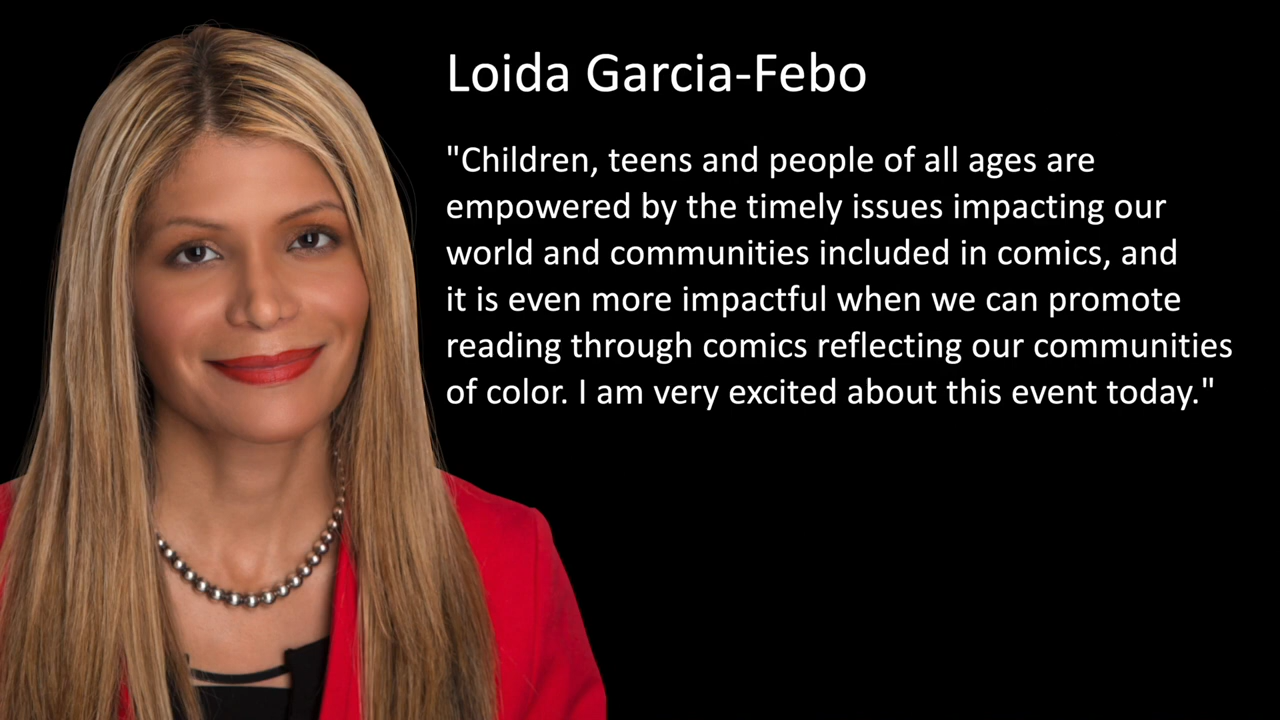 Loida Garcia-Febo
"Children, teens and people of all ages are
empowered by the timely issues impacting our
world and communities included in comics, and
it is even more impactful when we can promote
reading through comics reflecting our communities
of color. I am very excited about this event today."